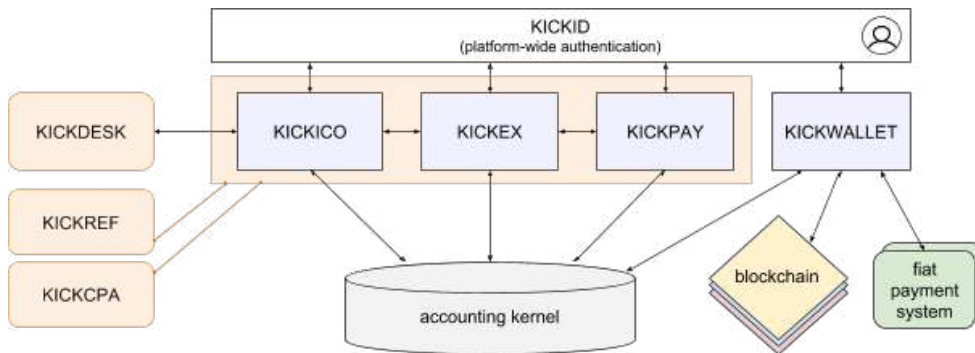 KICKID
(platform-wide authentication)
KICKDESK
KICKICO
KICKEX
KICKPAY
KICKWALLET
KICKREF
KICKCPA
accounting kernel
blockchain
fiat
payment
system